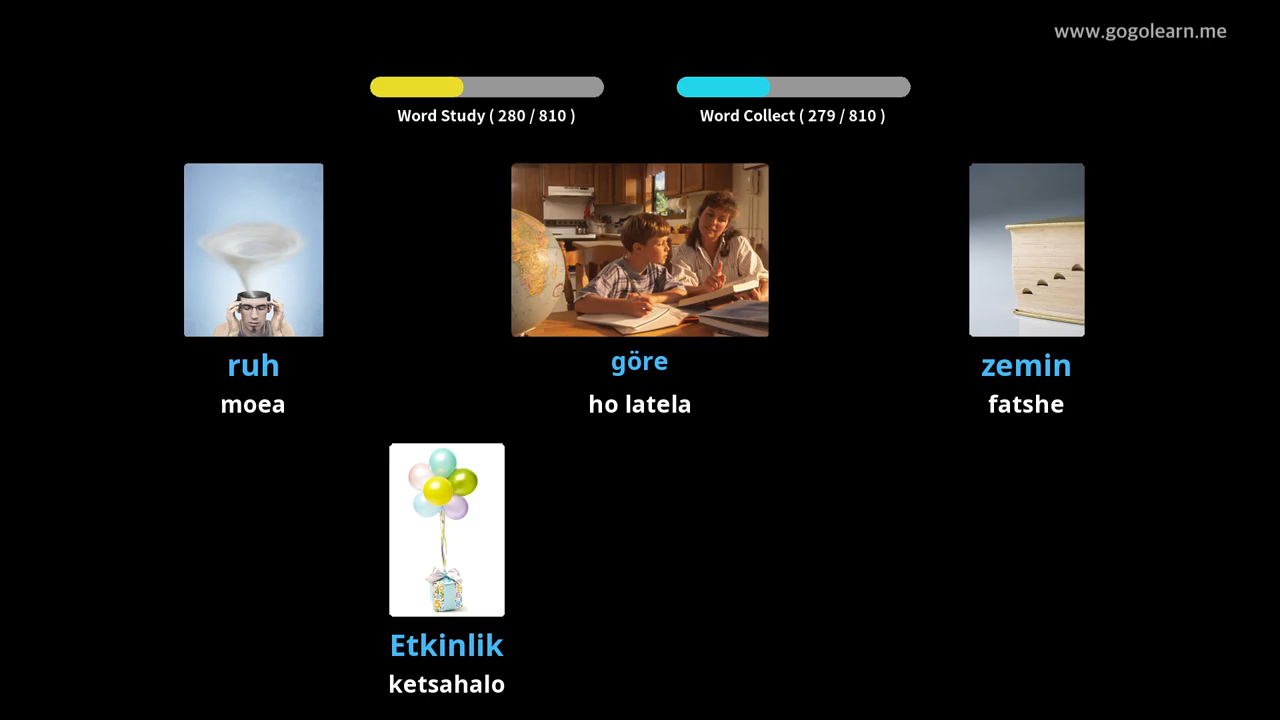 www.gogolearn.me
Word Study ( 280 / 810 )
Word Collect ( 279 / 810 )
ruh
moea
göre
ho latela
zemin
fatshe
Etkinlik
ketsahalo